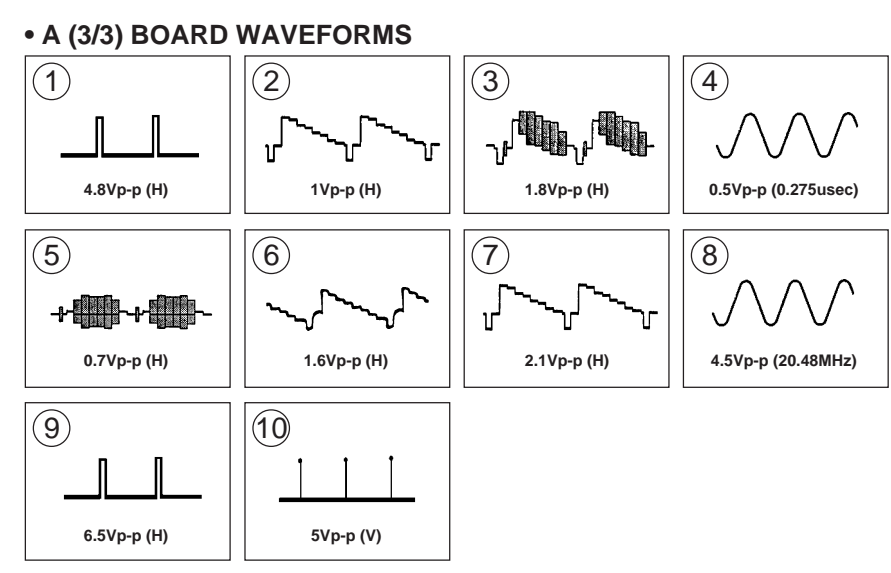 • A (3/3) BOARD WAVEFORMS
1 2 3 4
4.8Vp-p (H) 1Vp-p (H) 1.8Vp-p (H) 0.5Vp-p (0.275usec)
5 6 7 8
0.7Vp-p (H) 1.6Vp-p (H) 2.1Vp-p (H) 4.5Vp-p (20.48MHz)
9 10
6.5Vp-p (H) 5Vp-p (V)